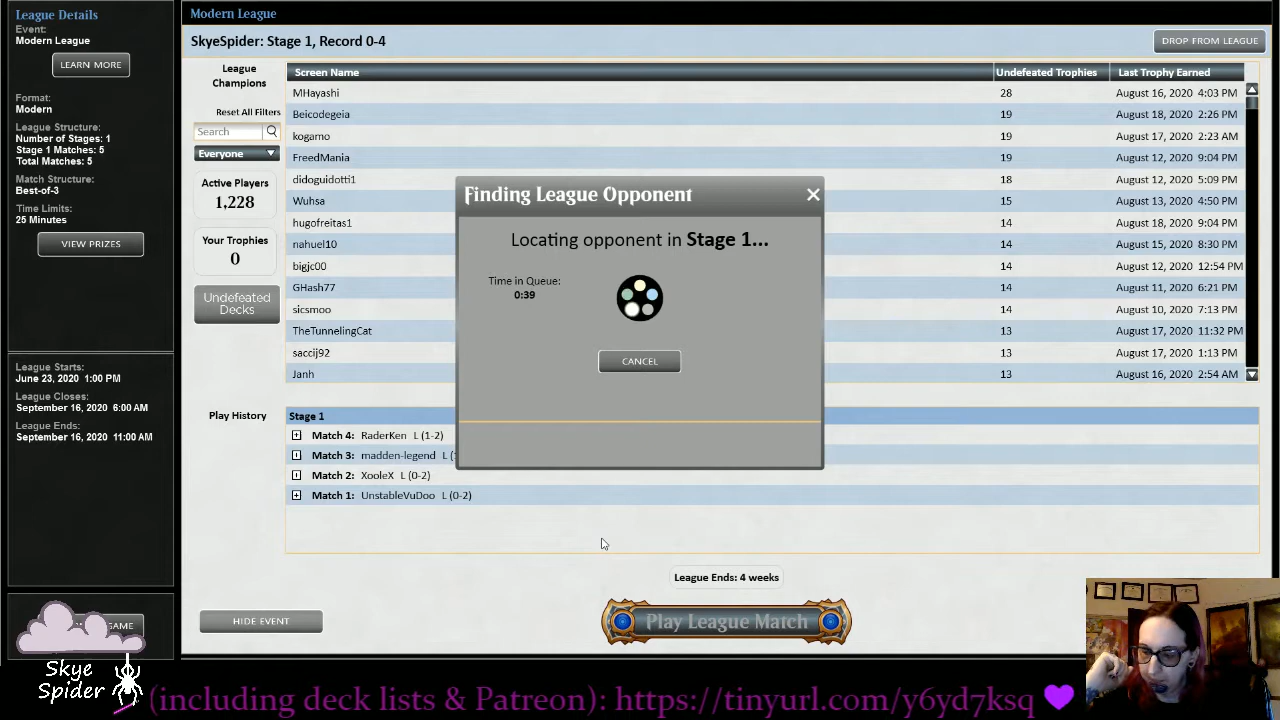 League Details
Event:
Modern League
LEARN MORE
Format:
Modern
League Structure:
Number of Stages: 1
Stage 1 Matches: 5
Total Matches: 5
Match Structure:
Best-of-3
Time Limits:
25 Minutes
VIEW PRIZES
League Starts:
June 23, 2020 1:00 PM
League Closes:
September 16, 2020 6:00 AM
League Ends:
September 16, 2020 11:00 AM
GAME
Skye
Spider
Modern League
SkyeSpider: Stage 1, Record 0-4
DROP FROM LEAGUE
League
Champions
Reset All Filters
Search
Everyone
Active Players
1,228
Your Trophies
0
Undefeated
Decks
Screen Name Undefeated Trophies Last Trophy Earned
MHayashi 28 August 16, 2020 4:03 PM
Beicodegeia 19 August 18, 2020 2:26 PM
kogamo 19 August 17, 2020 2:23 AM
FreedMania 19 August 12, 2020 9:04 PM
didoguidotti1 18 August 12, 2020 5:09 PM
Wuhsa 15 August 13, 2020 4:50 PM
hugofreitas1 14 August 18, 2020 9:04 PM
nahuel10 14 August 15, 2020 8:30 PM
bigjc00 14 August 12, 2020 12:54 PM
GHash77 14 August 11, 2020 6:21 PM
sicsmoo 14 August 10, 2020 7:13 PM
TheTunnelingCat 13 August 17, 2020 11:32 PM
saccij92 13 August 17, 2020 1:13 PM
Janh 13 August 16, 2020 2:54 AM
Finding League Opponent
Locating opponent in Stage 1...
Time in Queue:
0:39
CANCEL
Play History
Stage 1
Match 4: RaderKen L (1-2)
Match 3: madden-legend L (
Match 2: XooleX L (0-2)
Match 1: UnstableVuDoo L (0-2)
League Ends: 4 weeks
HIDE EVENT
Play League Match
(including deck lists & Patreon): https://tinyurl.com/y6yd7ksq